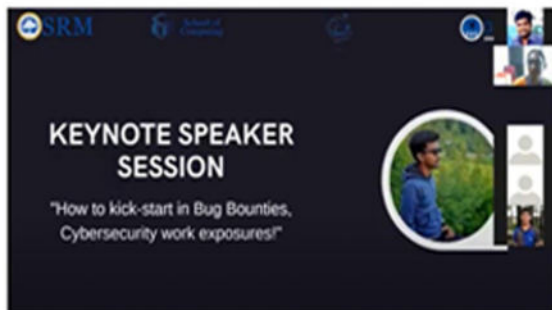 SRM
School of
Computing
KEYNOTE SPEAKER
SESSION
"How to kick-start in Bug Bounties,
Cybersecurity work exposures!"